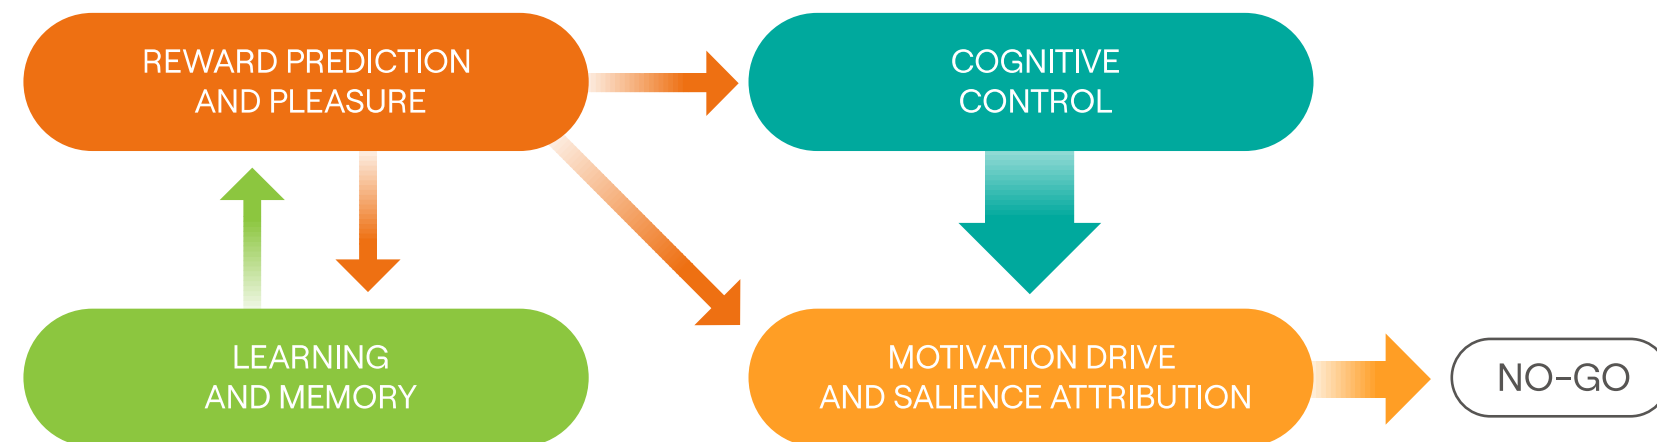 REWARD PREDICTION
AND PLEASURE
COGNITIVE
CONTROL
LEARNING
AND MEMORY
MOTIVATION DRIVE
AND SALIENCE ATTRIBUTION
NO-GO